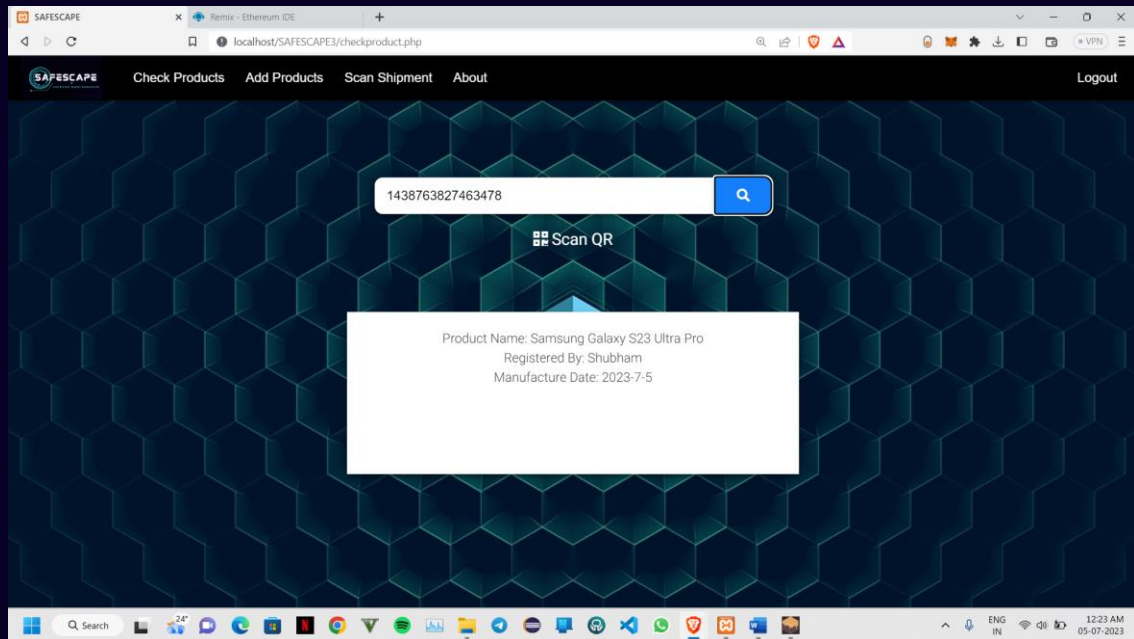 SAFESCAPE
Remix - Ethereum IDE
localhost/SAFESCAPE3/checkproduct.php
VPN
SAFESCAPE
Check Products Add Products Scan Shipment About Logout
1438763827463478
Scan QR
Product Name: Samsung Galaxy S23 Ultra Pro
Registered By: Shubham
Manufacture Date: 2023-7-5
Search
24°
ENG
IN
12:23 AM
05-07-2023